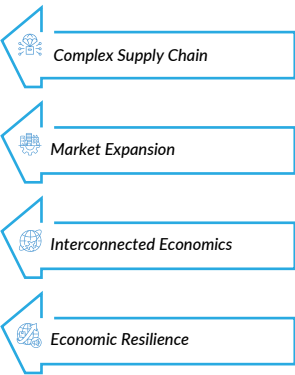 Complex Supply Chain
Market Expansion
Interconnected Economics
Economic Resilience